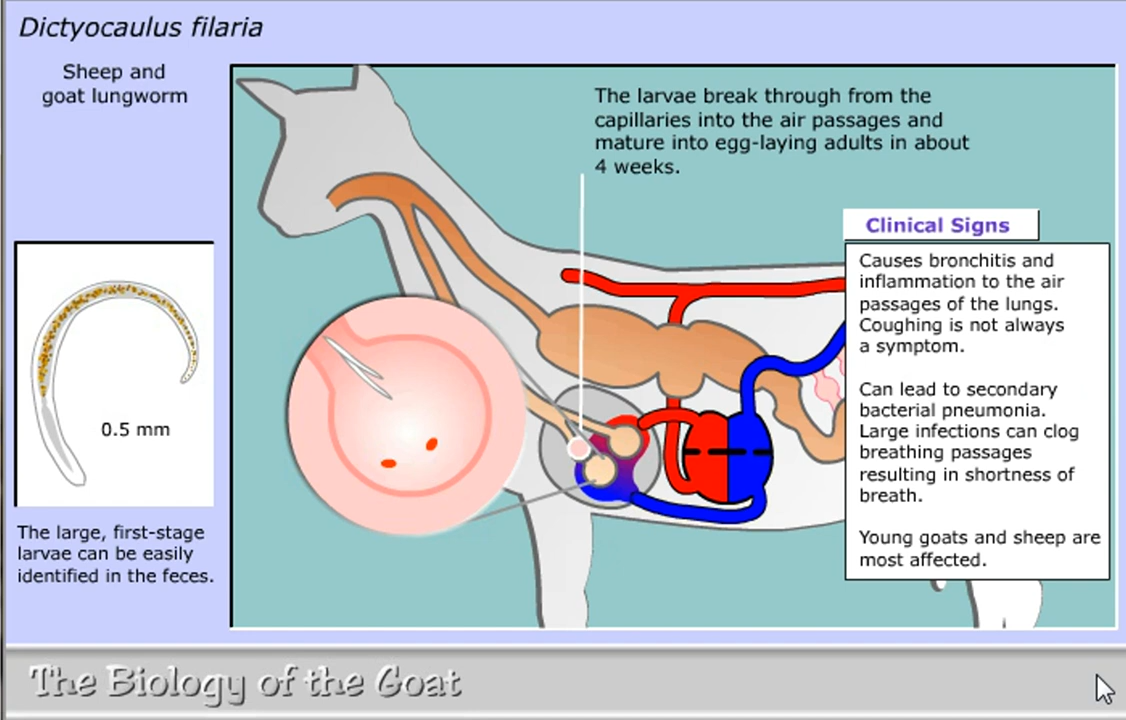 Dictyocaulus filaria
Sheep and
goat lungworm
0.5 mm
The large, first-stage
larvae can be easily
identified in the feces.
The larvae break through from the
capillaries into the air passages and
mature into egg-laying adults in about
4 weeks.
Clinical Signs
Causes bronchitis and
inflammation to the air
passages of the lungs.
Coughing is not always
a symptom.
Can lead to secondary
bacterial pneumonia.
Large infections can clog
breathing passages
resulting in shortness of
breath.
Young goats and sheep are
most affected.
The Biology of the Goat